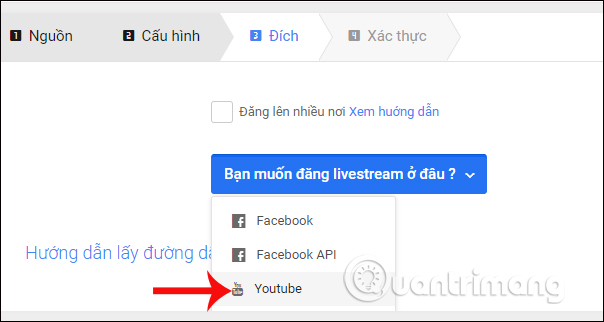 1 Nguồn 2 Cấu hình 3 Đích 4 Xác thực
Đăng lên nhiều nơi Xem hướng dẫn
Bạn muốn đăng livestream ở đâu ?
Facebook
Hướng dẫn lấy đường
Facebook API
Youtube
Quantrimang